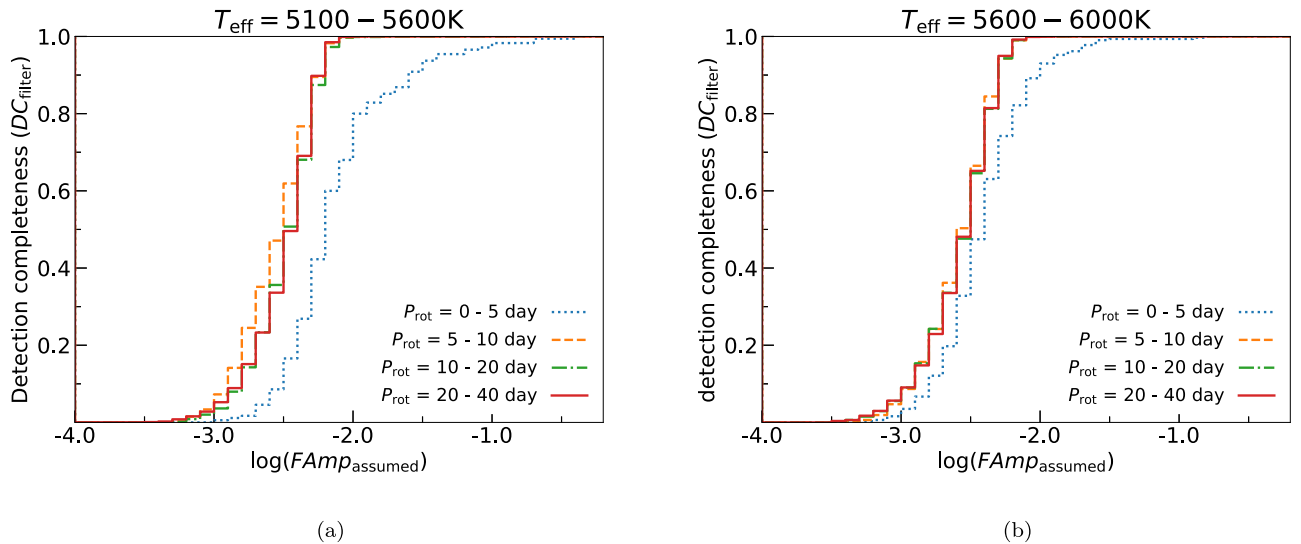 T_eff = 5100 − 5600K
Detection completeness (DC_filter)
1.0
0.8
0.6
0.4
0.2
P_rot = 0 - 5 day
P_rot = 5 - 10 day
P_rot = 10 - 20 day
P_rot = 20 - 40 day
-4.0 -3.0 -2.0 -1.0
log(FAmp_assumed)
(a)
T_eff = 5600 − 6000K
detection completeness (DC_filter)
1.0
0.8
0.6
0.4
0.2
P_rot = 0 - 5 day
P_rot = 5 - 10 day
P_rot = 10 - 20 day
P_rot = 20 - 40 day
-4.0 -3.0 -2.0 -1.0
log(FAmp_assumed)
(b)